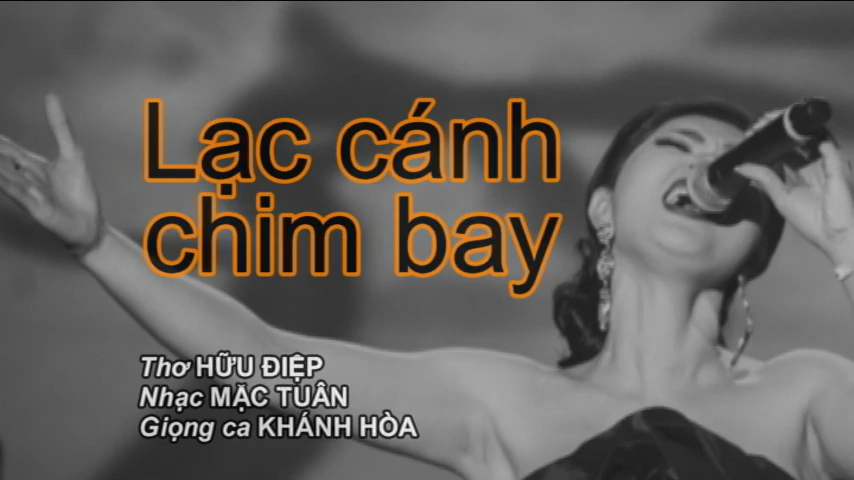 Lạc cánh
chim bay
Thơ HỮU ĐIỆP
Nhạc MẶC TUÂN
Giọng ca KHÁNH HÒA